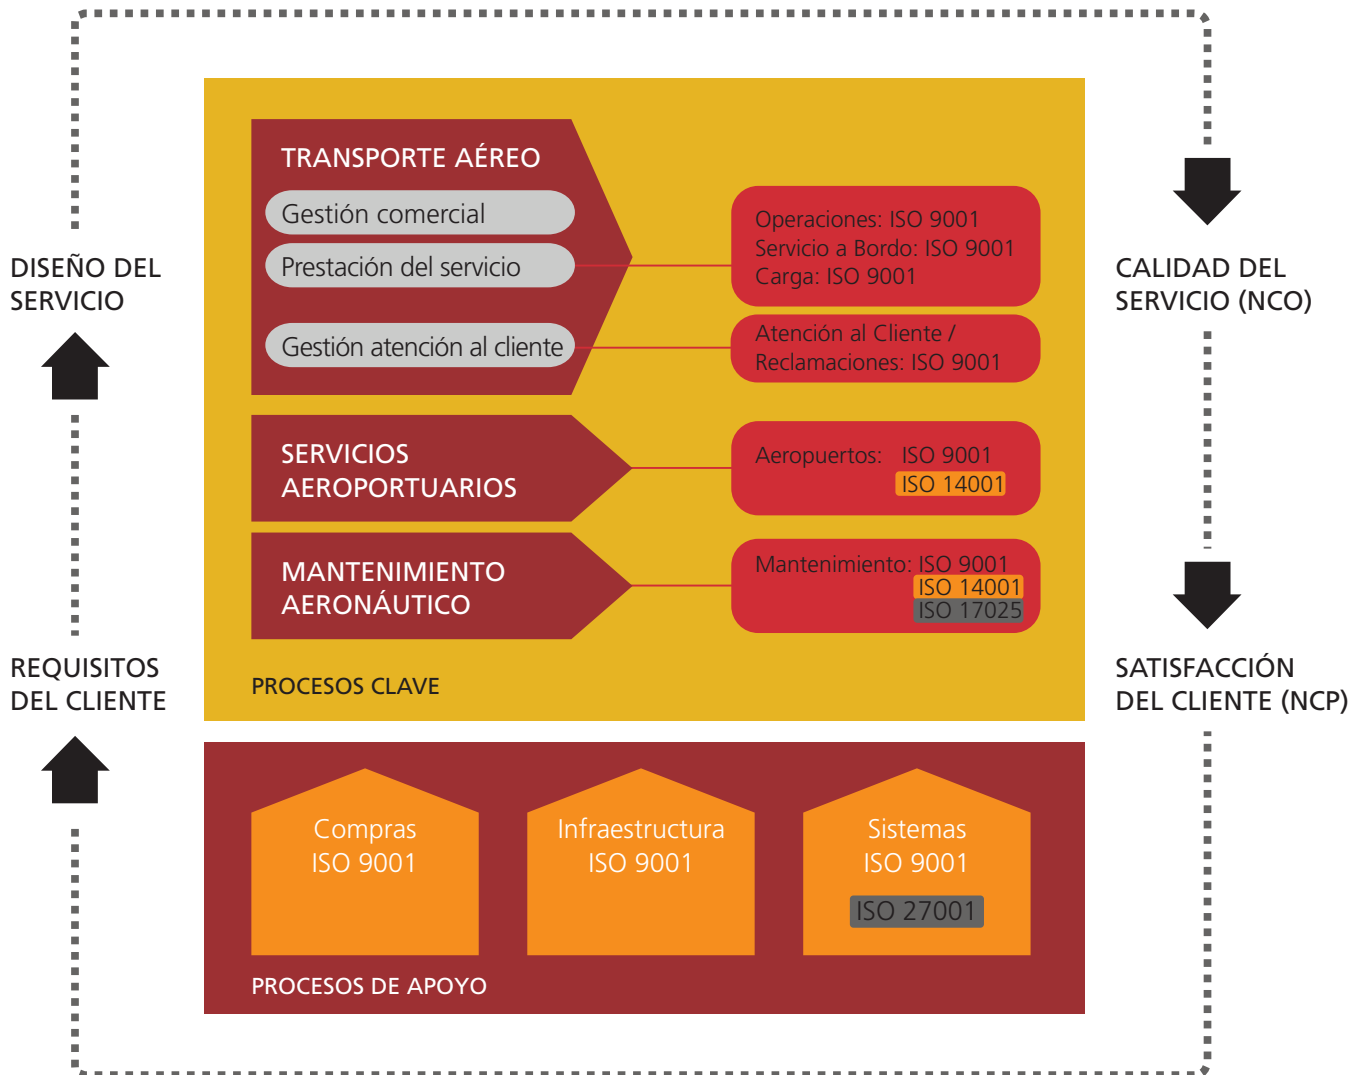 TRANSPORTE AÉREO
Gestión comercial
Prestación del servicio
Gestión atención al cliente
Operaciones: ISO 9001
Servicio a Bordo: ISO 9001
Carga: ISO 9001
Atención al Cliente /
Reclamaciones: ISO 9001
DISEÑO DEL
SERVICIO
CALIDAD DEL
SERVICIO (NCO)
SERVICIOS
AEROPORTUARIOS
Aeropuertos: ISO 9001
ISO 14001
MANTENIMIENTO
AERONÁUTICO
Mantenimiento: ISO 9001
ISO 14001
ISO 17025
REQUISITOS
DEL CLIENTE
SATISFACCIÓN
DEL CLIENTE (NCP)
PROCESOS CLAVE
Compras
ISO 9001
Infraestructura
ISO 9001
Sistemas
ISO 9001
ISO 27001
PROCESOS DE APOYO